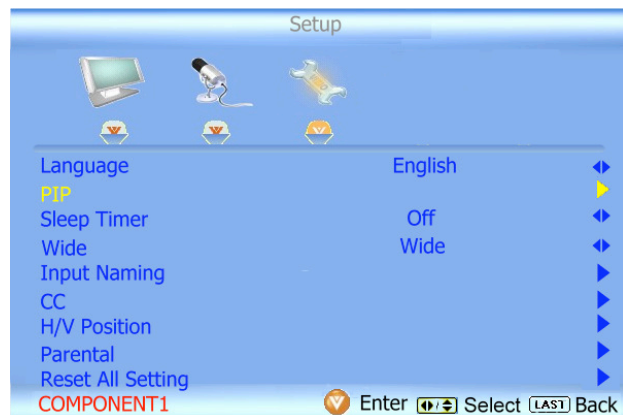 Setup
Language English
PIP
Sleep Timer Off
Wide Wide
Input Naming
CC
H/V Position
Parental
Reset All Setting
COMPONENT1 Enter Select LAST Back